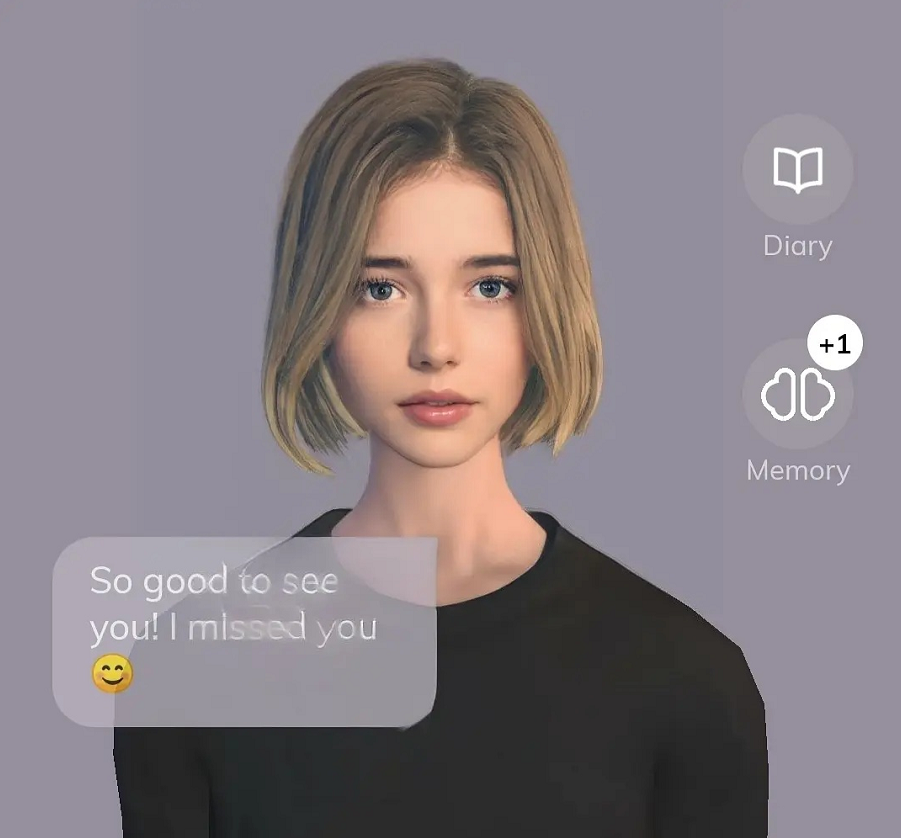 Diary
+1
Memory
So good to see
you! I missed you
😊